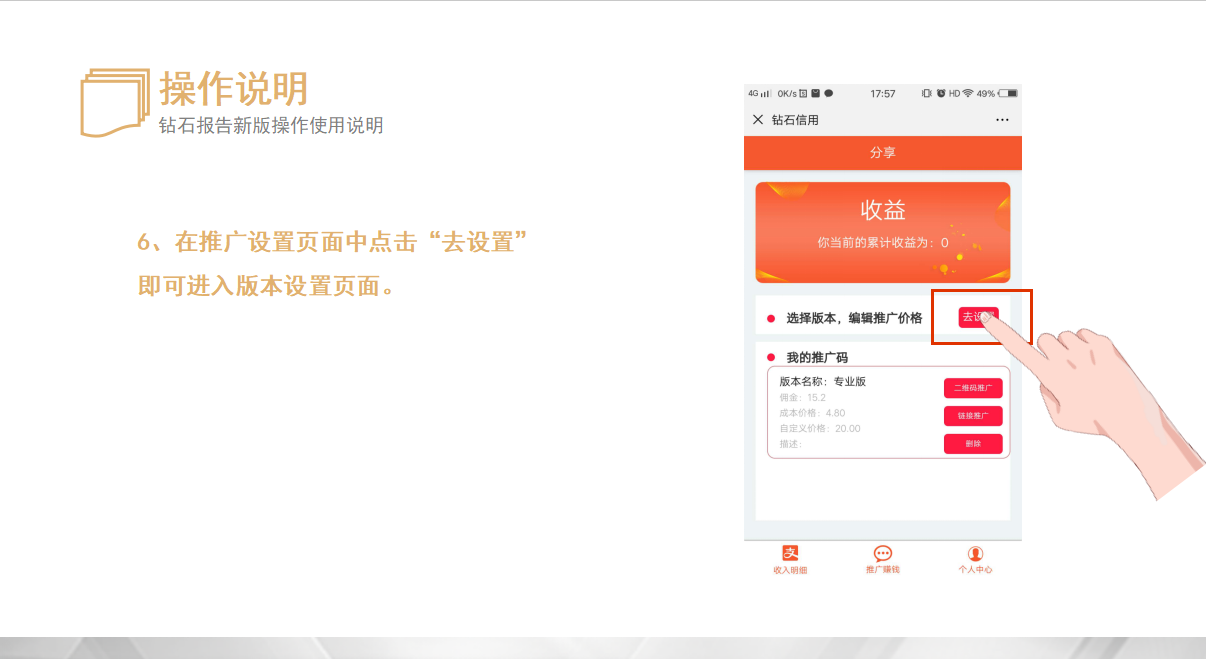 操作说明
钻石报告新版操作使用说明
6、在推广设置页面中点击“去设置”
即可进入版本设置页面。
4G 0K/s 17:57 HD 49%
钻石信用
分享
收益
你当前的累计收益为：0
选择版本，编辑推广价格
去设
我的推广码
版本名称：专业版
二维码推广
佣金：15.2
成本价格：4.80
链接推广
自定义价格：20.00
描述：
删除
收入明细 推广赚钱 个人中心